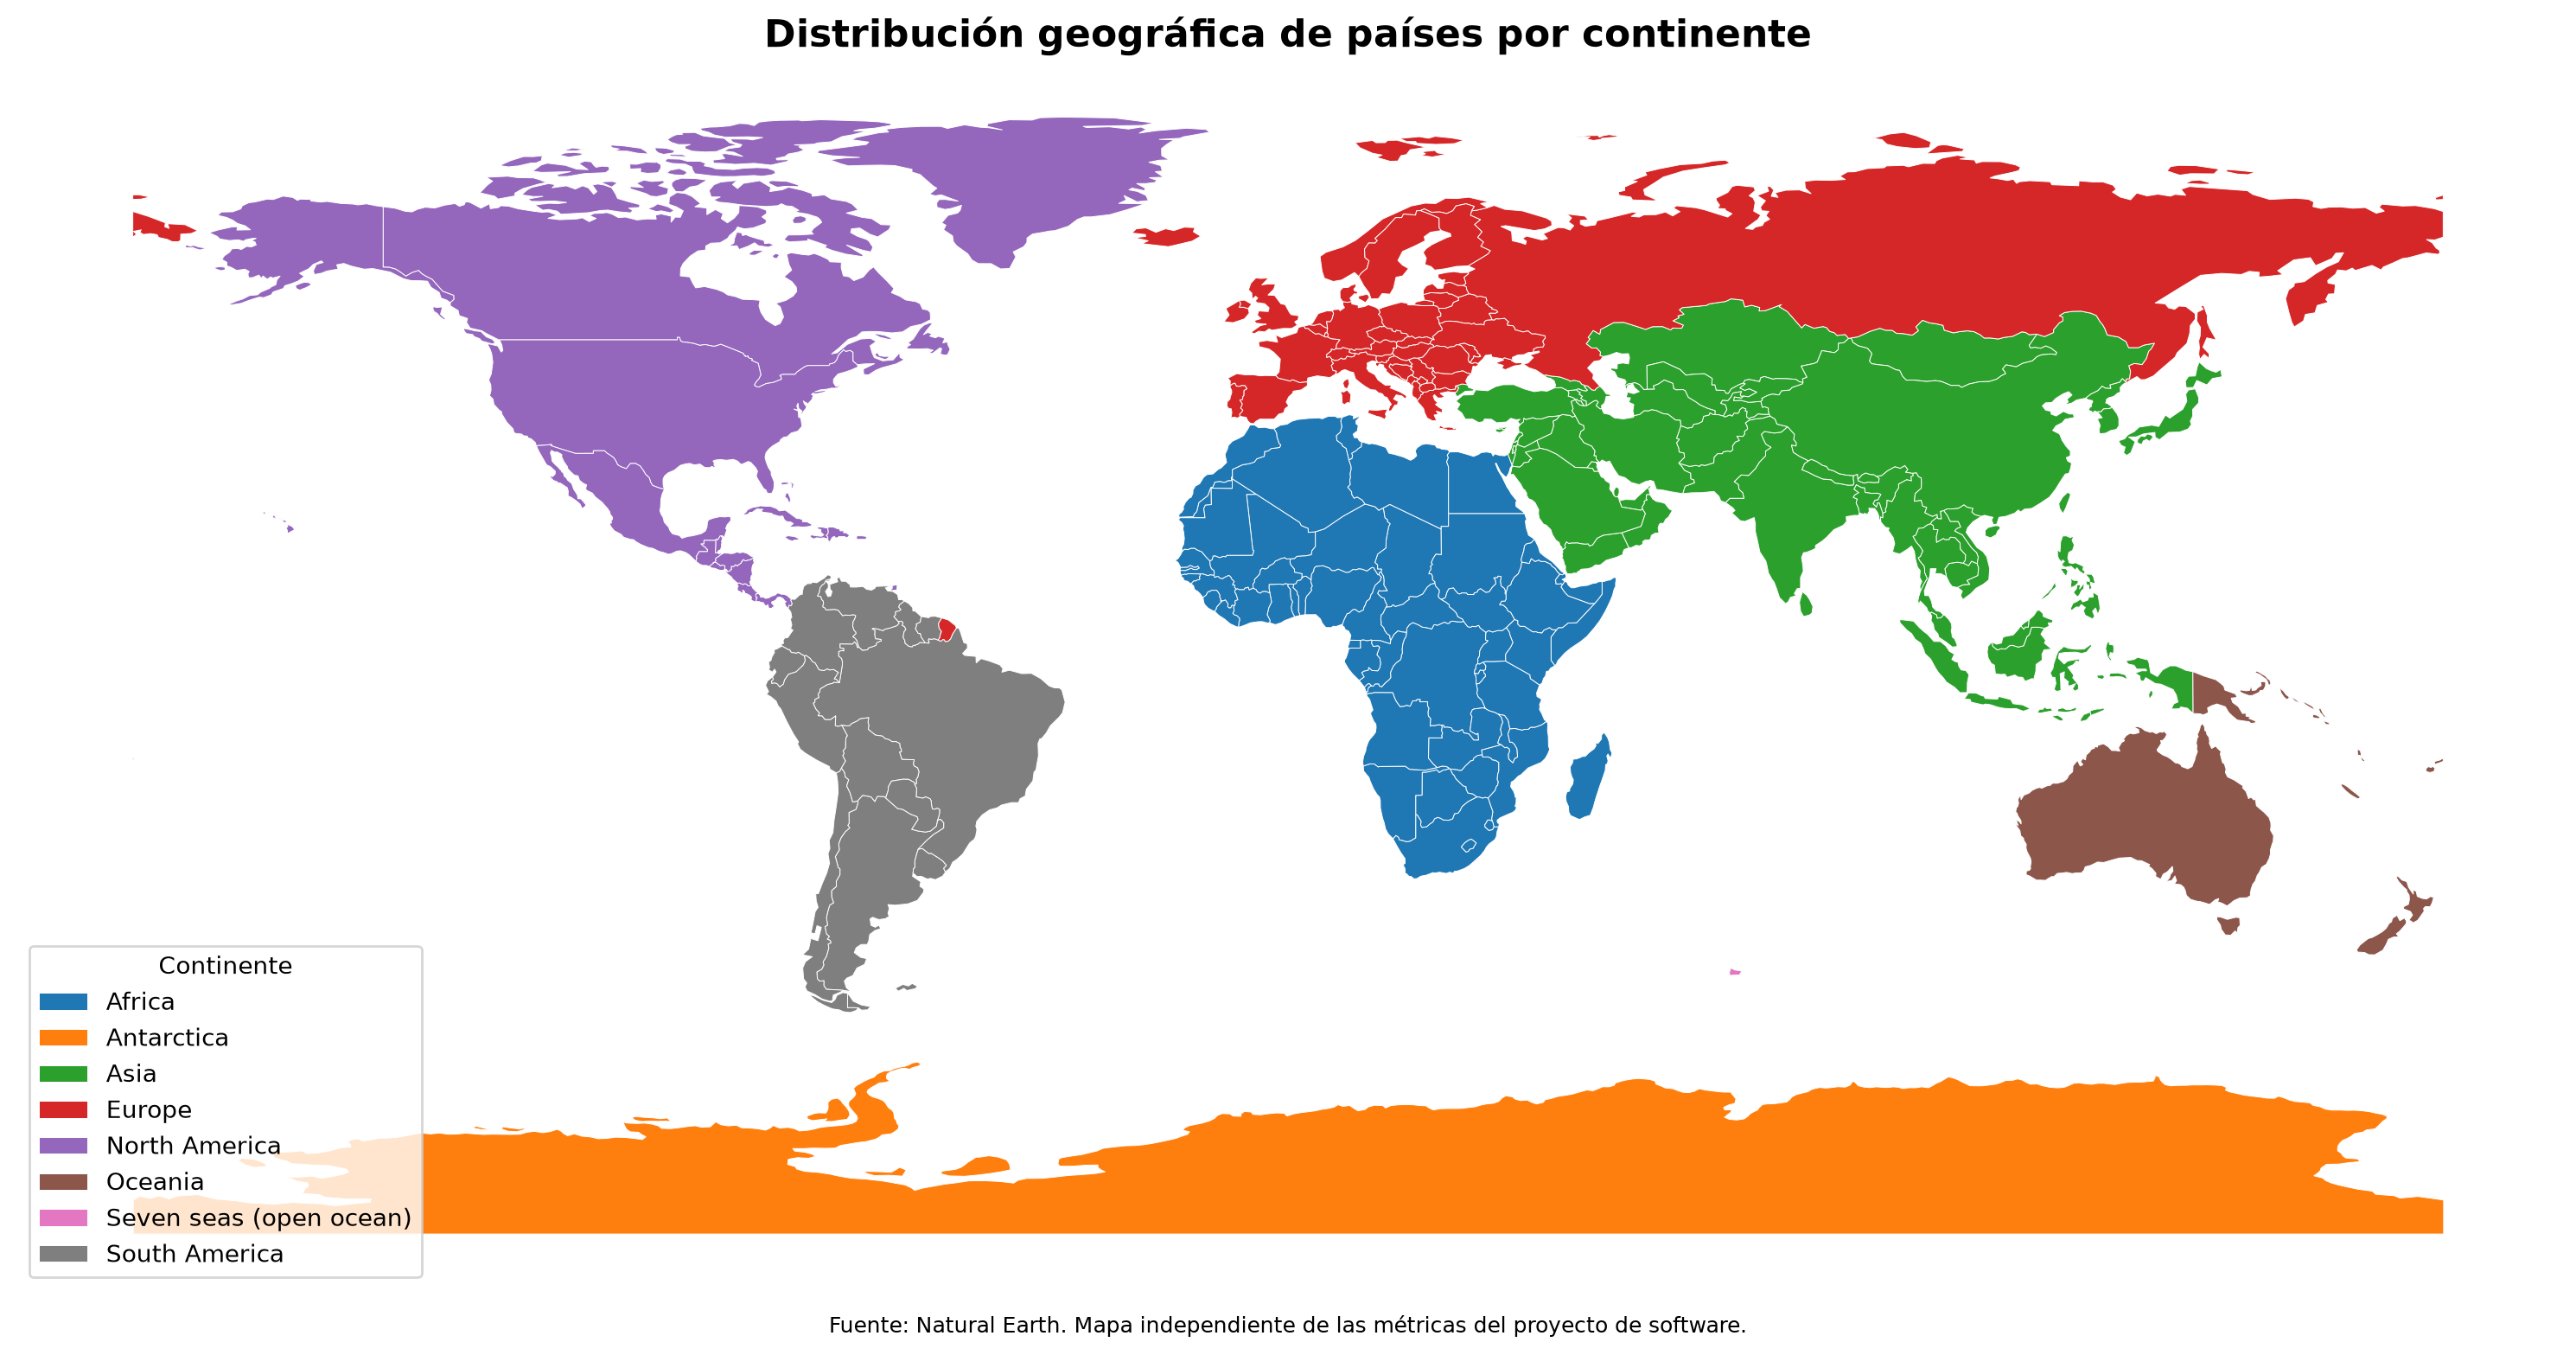 Distribución geográfica de países por continente
Continente
Africa
Antarctica
Asia
Europe
North America
Oceania
Seven seas (open ocean)
South America
Fuente: Natural Earth. Mapa independiente de las métricas del proyecto de software.